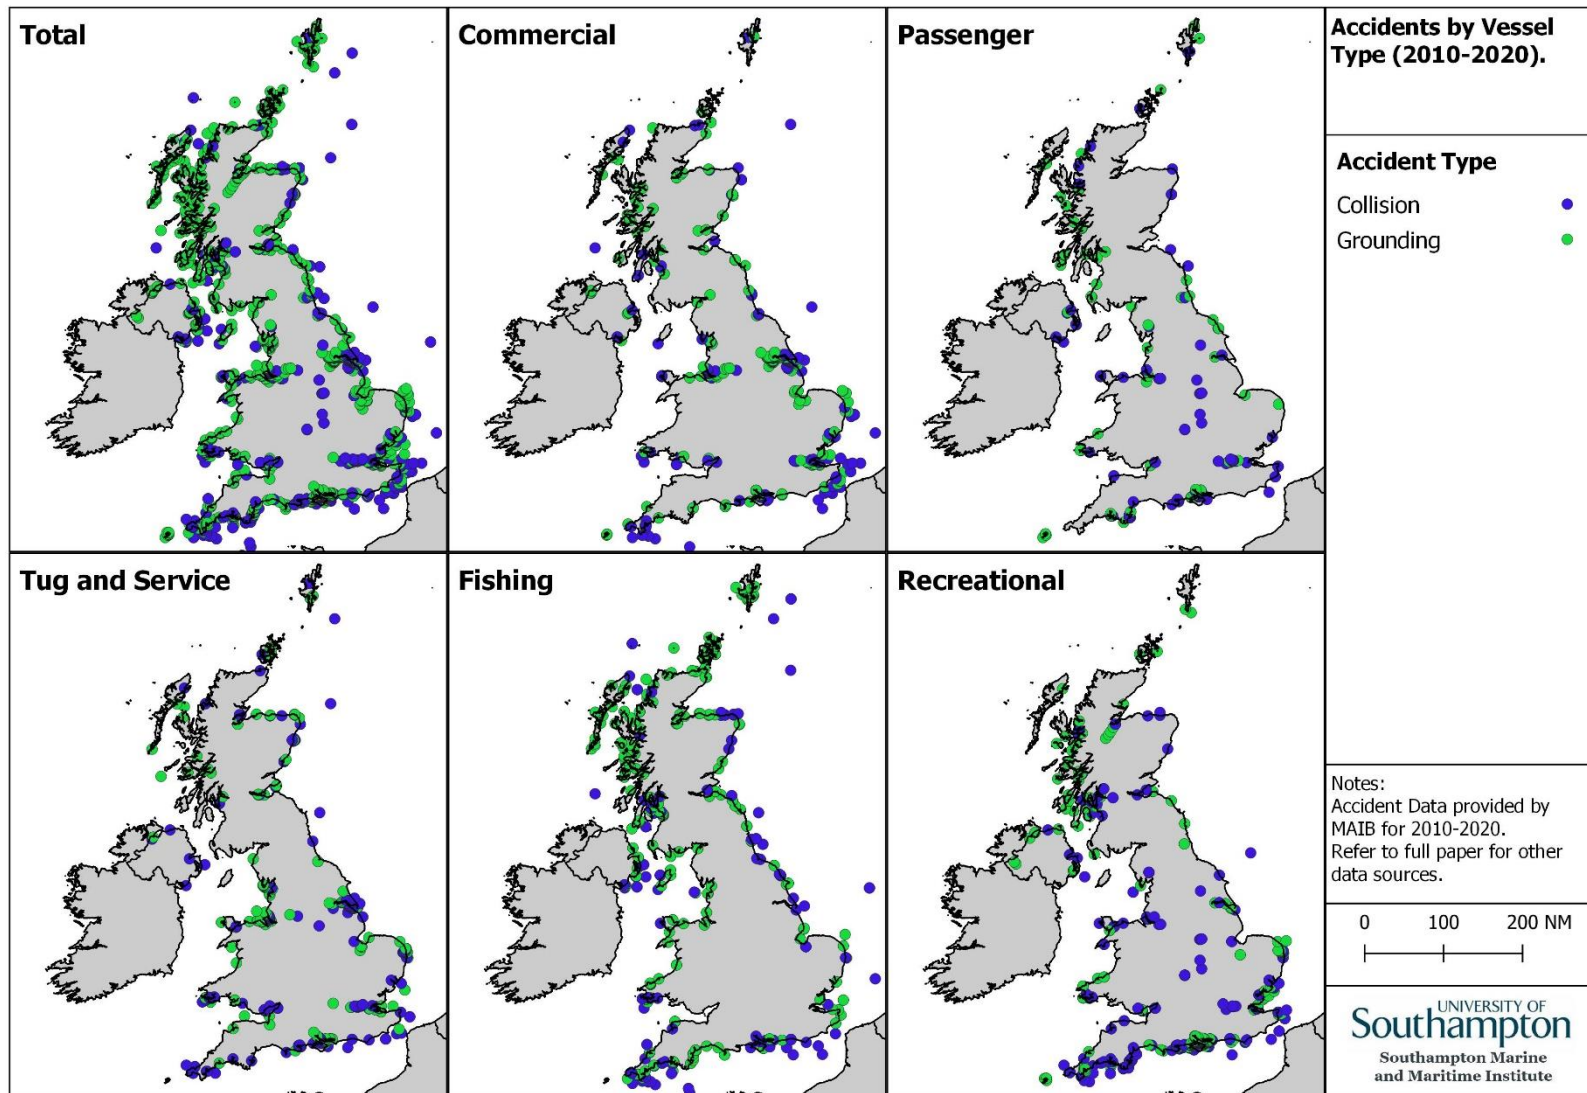 Total
Commercial
Passenger
Accidents by Vessel
Type (2010-2020).
Accident Type
Collision
Grounding
Tug and Service
Fishing
Recreational
Notes:
Accident Data provided by
MAIB for 2010-2020.
Refer to full paper for other
data sources.
0 100 200 NM
UNIVERSITY OF
Southampton
Southampton Marine
and Maritime Institute